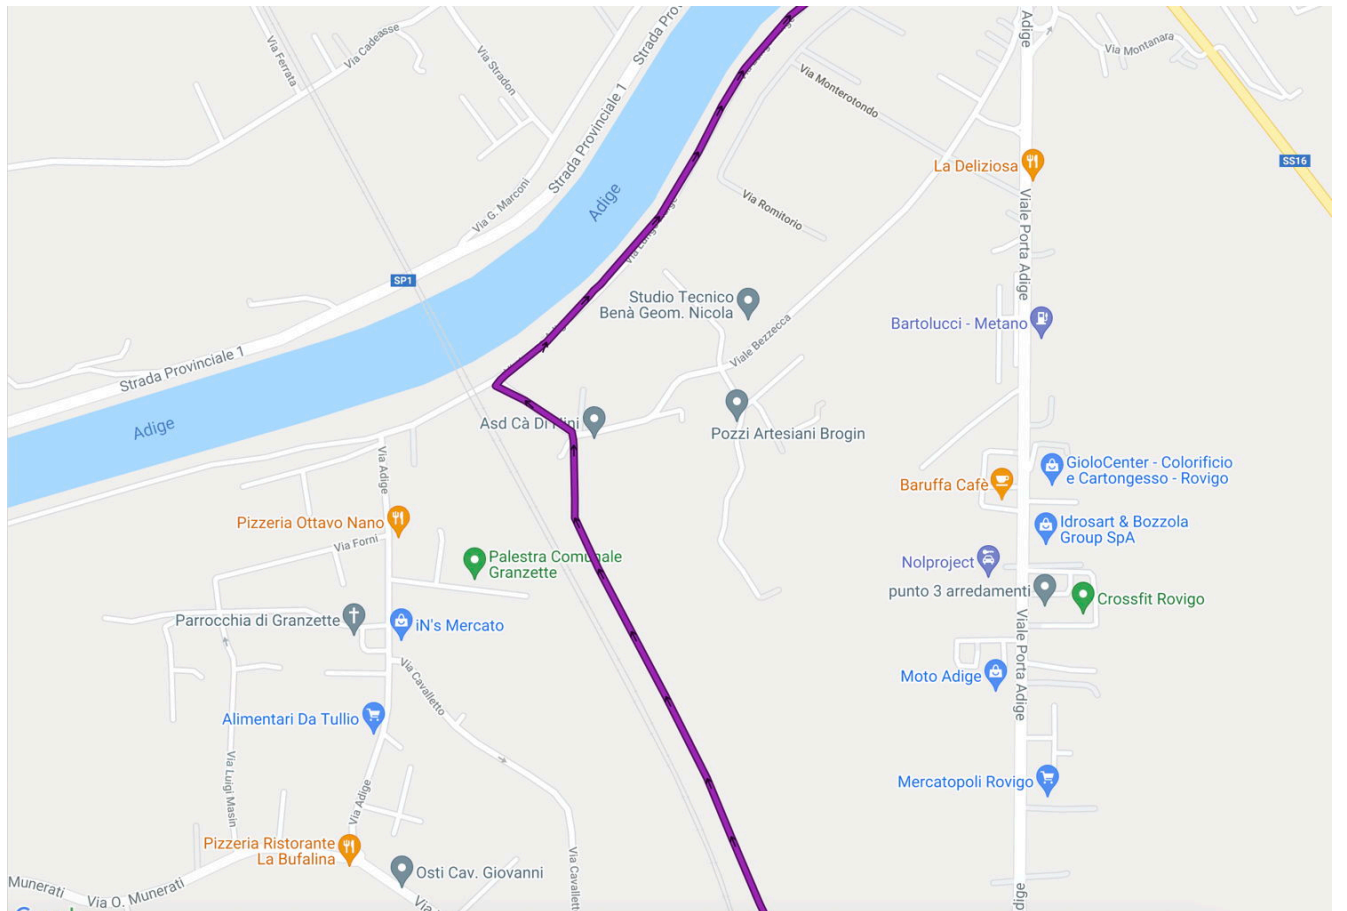 Via Ferrata
Via Cadeasse
Via Stradon
Strada Pro
Strada Provinciale 1
Via G. Marconi
Adige
SP1
Strada Provinciale 1
Adige
Adige
Via Montanara
SS16
Via Monterotondo
La Deliziosa
Via Romitorio
Viale Porta Adige
Studio Tecnico
Benà Geom. Nicola
Bartolucci - Metano
Viale Bezzecca
Asd Cà Di Nini
Pozzi Artesiani Brogin
Via Adige
Baruffa Cafè
GioloCenter - Colorificio
e Cartongesso - Rovigo
Pizzeria Ottavo Nano
Via Forni
Idrosart & Bozzola
Group SpA
Palestra Comunale
Granzette
Nolproject
punto 3 arredamenti
Crossfit Rovigo
Parrocchia di Granzette
iN's Mercato
Viale Porta Adige
Via Cavalletto
Moto Adige
Alimentari Da Tullio
Via Luigi Masin
Via Adige
Mercatopoli Rovigo
Pizzeria Ristorante
La Bufalina
Osti Cav. Giovanni
Via Cavalletto
Munerati
Via O. Munerati
Via
dige